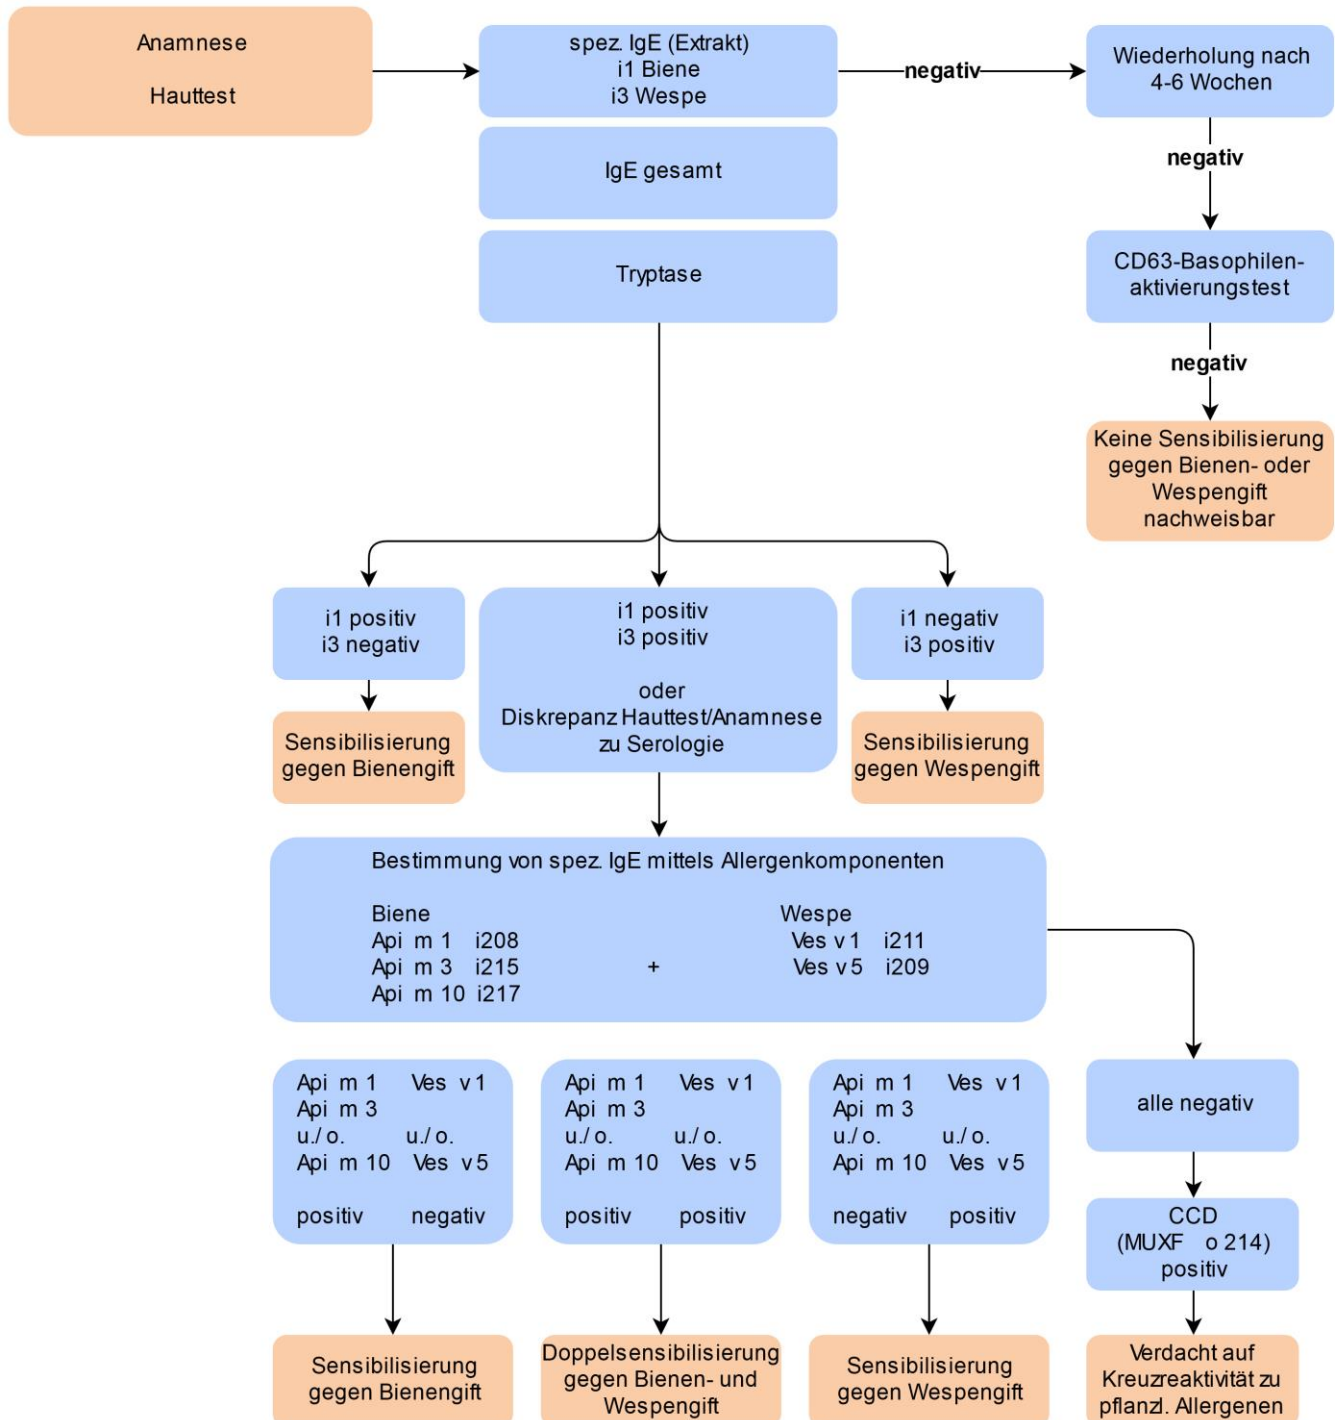 Anamnese
Hauttest
spez. IgE (Extrakt)
i1 Biene
i3 Wespe
negativ
Wiederholung nach
4-6 Wochen
IgE gesamt
negativ
Tryptase
CD63-Basophilen-
aktivierungstest
negativ
Keine Sensibilisierung
gegen Bienen- oder
Wespengift
nachweisbar
i1 positiv
i3 negativ
i1 positiv
i3 positiv
oder
Diskrepanz Hauttest/Anamnese
zu Serologie
i1 negativ
i3 positiv
Sensibilisierung
gegen Bienengift
Sensibilisierung
gegen Wespengift
Bestimmung von spez. IgE mittels Allergenkomponenten
Biene Wespe
Api m 1 i208 Ves v 1 i211
Api m 3 i215 + Ves v 5 i209
Api m 10 i217
Api m 1 Ves v 1
Api m 3
u./ o. u./ o.
Api m 10 Ves v 5
positiv negativ
Api m 1 Ves v 1
Api m 3
u./ o. u./ o.
Api m 10 Ves v 5
positiv positiv
Api m 1 Ves v 1
Api m 3
u./ o. u./ o.
Api m 10 Ves v 5
negativ positiv
alle negativ
CCD
(MUXF o 214)
positiv
Sensibilisierung
gegen Bienengift
Doppelsensibilisierung
gegen Bienen- und
Wespengift
Sensibilisierung
gegen Wespengift
Verdacht auf
Kreuzreaktivität zu
pflanzl. Allergenen